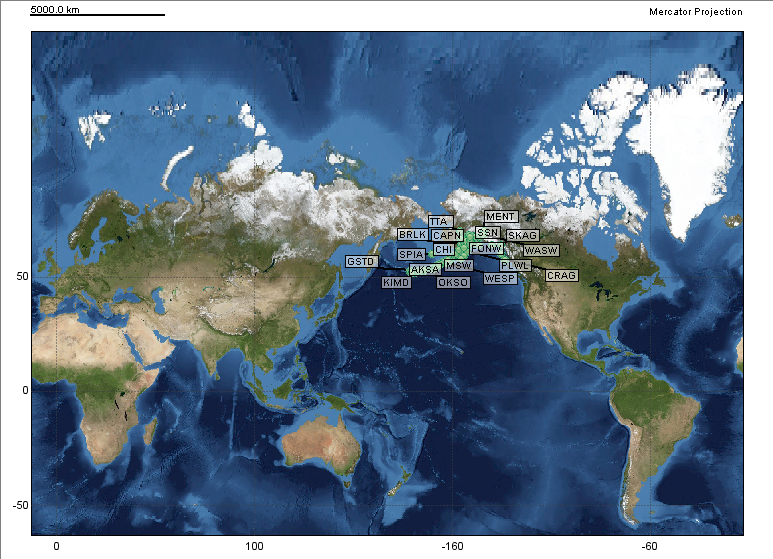 5000.0 km
Mercator Projection
MENT
TTA
BRLK CAPN SSN SKAG
CHI FONW WASW
SPIA
GSTD AKSA MSW PLWL CRAG
KIMD OKSO WESP
50
0
-50
0 100 -160 -60